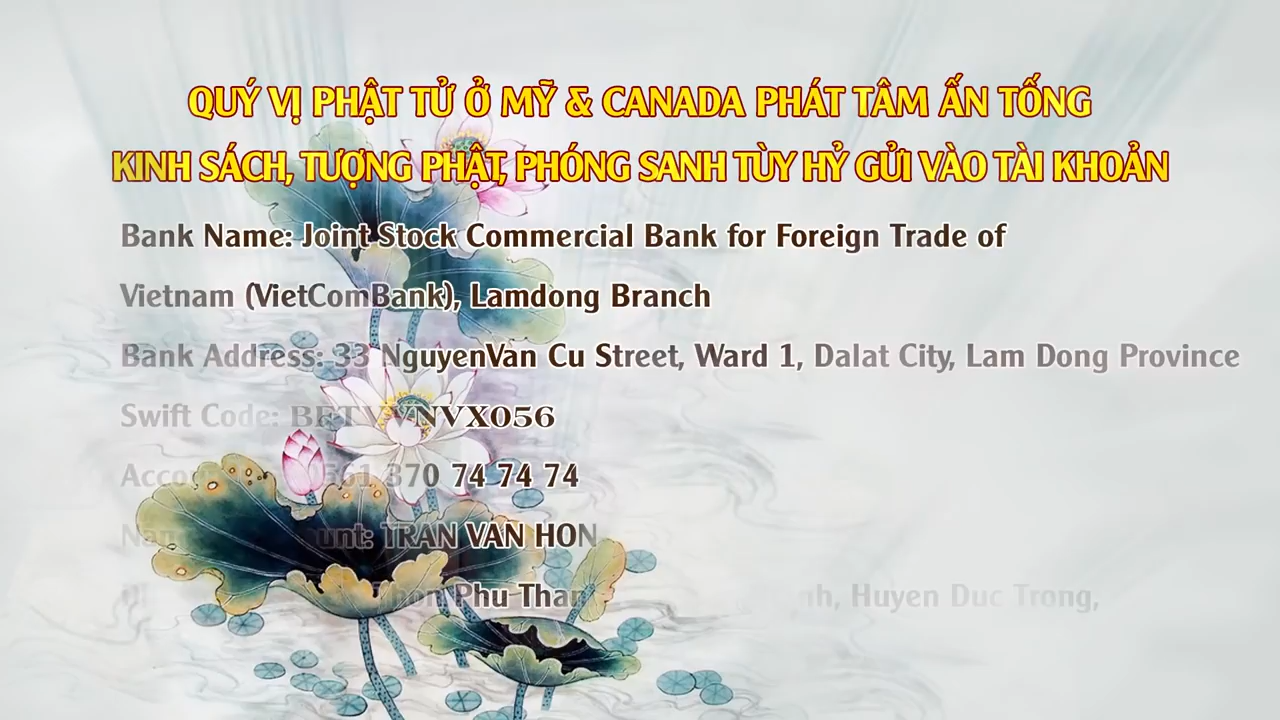 QUÝ VỊ PHẬT TỬ Ở MỸ & CANADA PHÁT TÂM ẤN TỐNG
KINH SÁCH, TƯỢNG PHẬT, PHÓNG SANH TÙY HỶ GỬI VÀO TÀI KHOẢN
Bank Name: Joint Stock Commercial Bank for Foreign Trade of
Vietnam (VietComBank), Lamdong Branch
Bank Address: 33 NguyenVan Cu Street, Ward 1, Dalat City, Lam Dong Province
Swift Code: BFTVVNVX056
370 74 74 74
TRAN VAN HON
Phu Huyen Duc Trong,